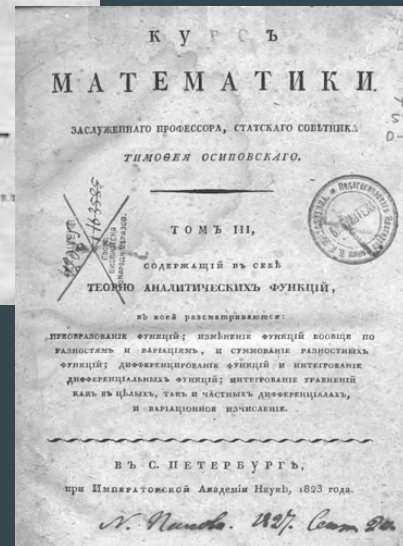 КУРСЪ
МАТЕМАТИКИ.
ЗАСЛУЖЕННАГО ПРОФЕССОРА, СТАТСКАГО СОВѢТНИКА
ТИМОѲЕЯ ОСИПОВСКАГО.
ТОМЪ III,
СОДЕРЖАЩІЙ ВЪ СЕБѢ
ТЕОРІЮ АНАЛИТИЧЕСКИХЪ ФУНКЦІЙ,
въ коей разсматриваются:
ПРЕОБРАЗОВАНІЕ ФУНКЦІЙ; ИЗМѢНЕНІЕ ФУНКЦІЙ ВООБЩЕ ПО
РАЗНОСТЯМЪ И ВАРІАЦІЯМЪ, И СУММОВАНІЕ РАЗНОСТНЫХЪ
ФУНКЦІЙ; ДИФФЕРЕНЦИРОВАНІЕ ФУНКЦІЙ И ИНТЕГРОВАНІЕ
ДИФФЕРЕНЦІАЛЬНЫХЪ ФУНКЦІЙ; ИНТЕГРОВАНІЕ УРАВНЕНІЙ
КАКЪ ВЪ ЦѢЛЫХЪ, ТАКЪ И ЧАСТНЫХЪ ДИФФЕРЕНЦІАЛАХЪ,
И ВАРІАЦІОННОЕ ИЗЧИСЛЕНІЕ.
ВЪ С. ПЕТЕРБУРГѢ,
при ИМПЕРАТОРСКОЙ Академіи Наукъ, 1823 года.
1827.